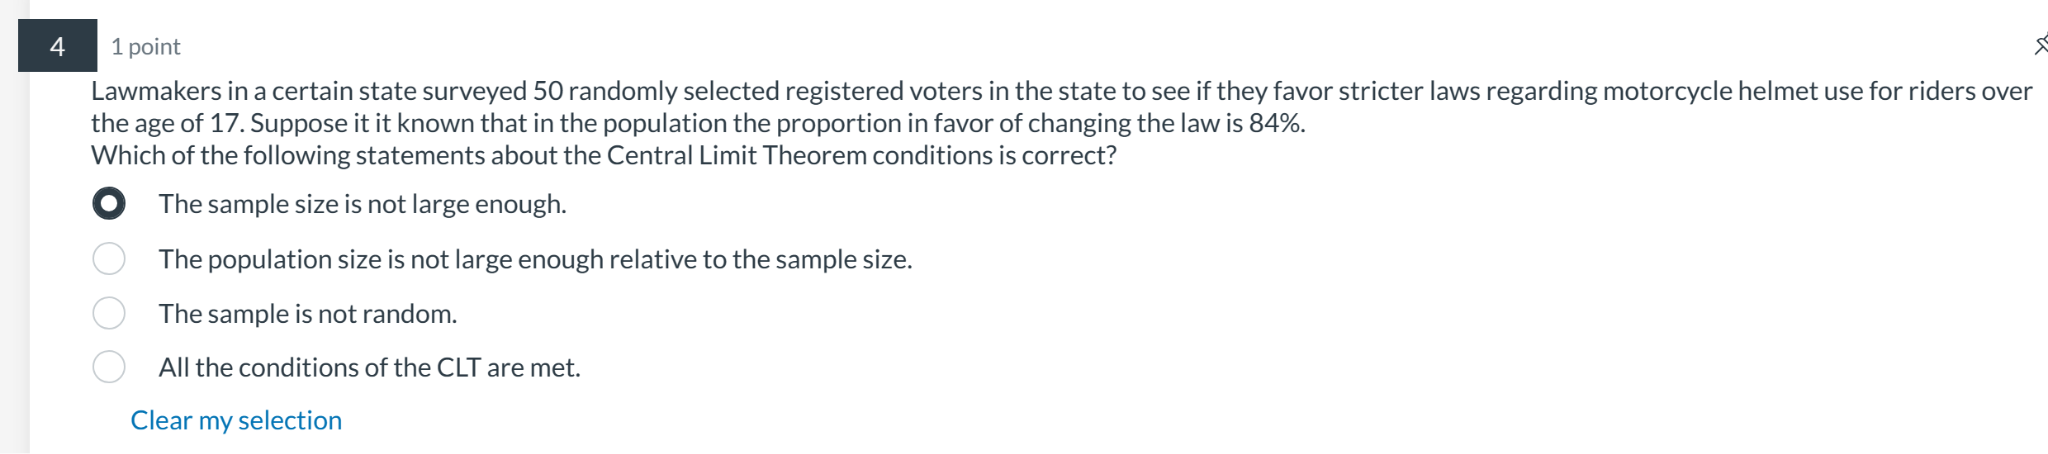 4
1 point
Lawmakers in a certain state surveyed 50 randomly selected registered voters in the state to see if they favor stricter laws regarding motorcycle helmet use for riders over
the age of 17. Suppose it it known that in the population the proportion in favor of changing the law is 84%.
Which of the following statements about the Central Limit Theorem conditions is correct?
The sample size is not large enough.
The population size is not large enough relative to the sample size.
The sample is not random.
All the conditions of the CLT are met.
Clear my selection